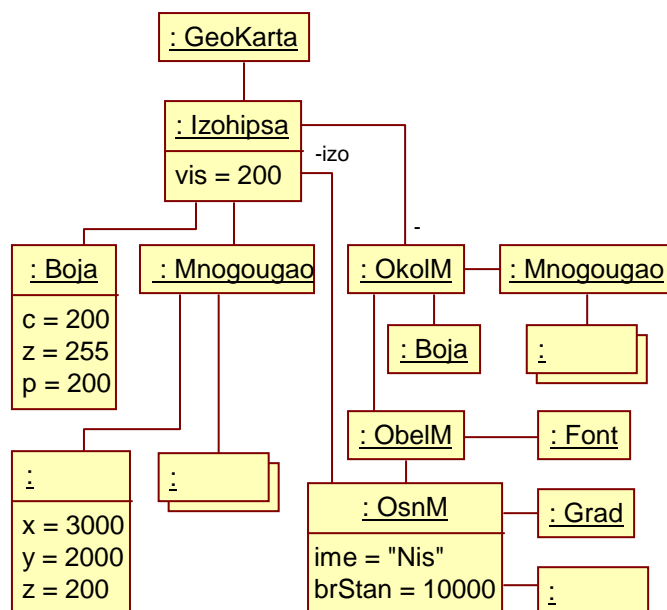 : GeoKarta
: Izohipsa
vis = 200
-izo
-
: Boja
c = 200
z = 255
p = 200
: Mnogougao
: OkolM
: Mnogougao
: Boja
:
: ObelM
: Font
:
x = 3000
y = 2000
z = 200
:
: OsnM
ime = "Nis"
brStan = 10000
: Grad
: